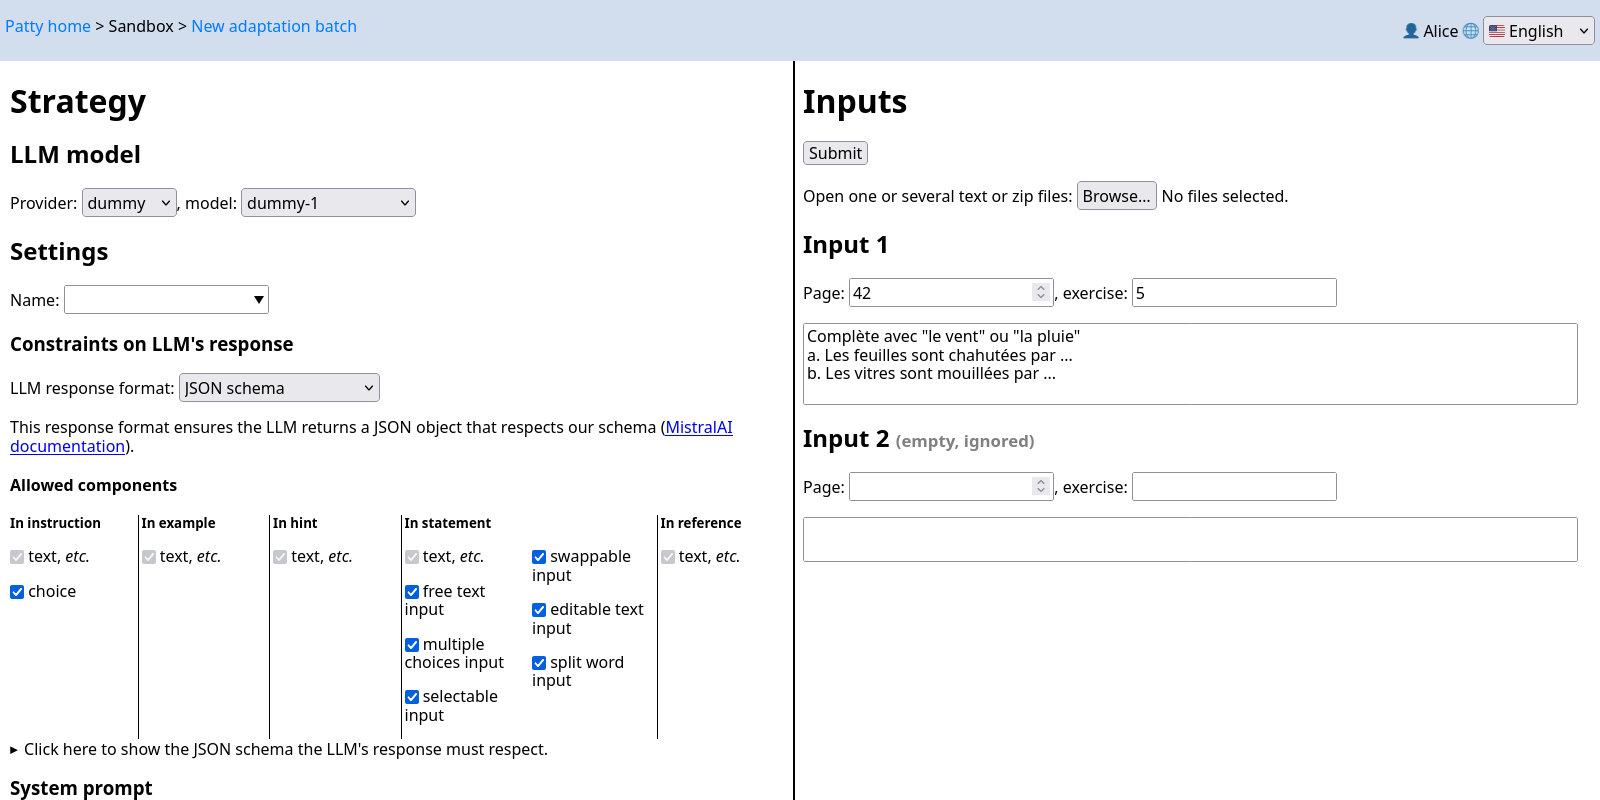 Patty home > Sandbox > New adaptation batch
👤 Alice 🌐 🇺🇸 English
Strategy
LLM model
Provider: dummy, model: dummy-1
Settings
Name:
Constraints on LLM's response
LLM response format: JSON schema
This response format ensures the LLM returns a JSON object that respects our schema (MistralAI
documentation).
Allowed components
In instruction
text, etc.
choice
In example
text, etc.
In hint
text, etc.
In statement
text, etc.
free text
input
multiple
choices input
selectable
input
swappable
input
editable text
input
split word
input
In reference
text, etc.
▸ Click here to show the JSON schema the LLM's response must respect.
System prompt
Inputs
Submit
Open one or several text or zip files: Browse... No files selected.
Input 1
Page: 42, exercise: 5
Complète avec "le vent" ou "la pluie"
a. Les feuilles sont chahutées par ...
b. Les vitres sont mouillées par ...
Input 2 (empty, ignored)
Page: , exercise: